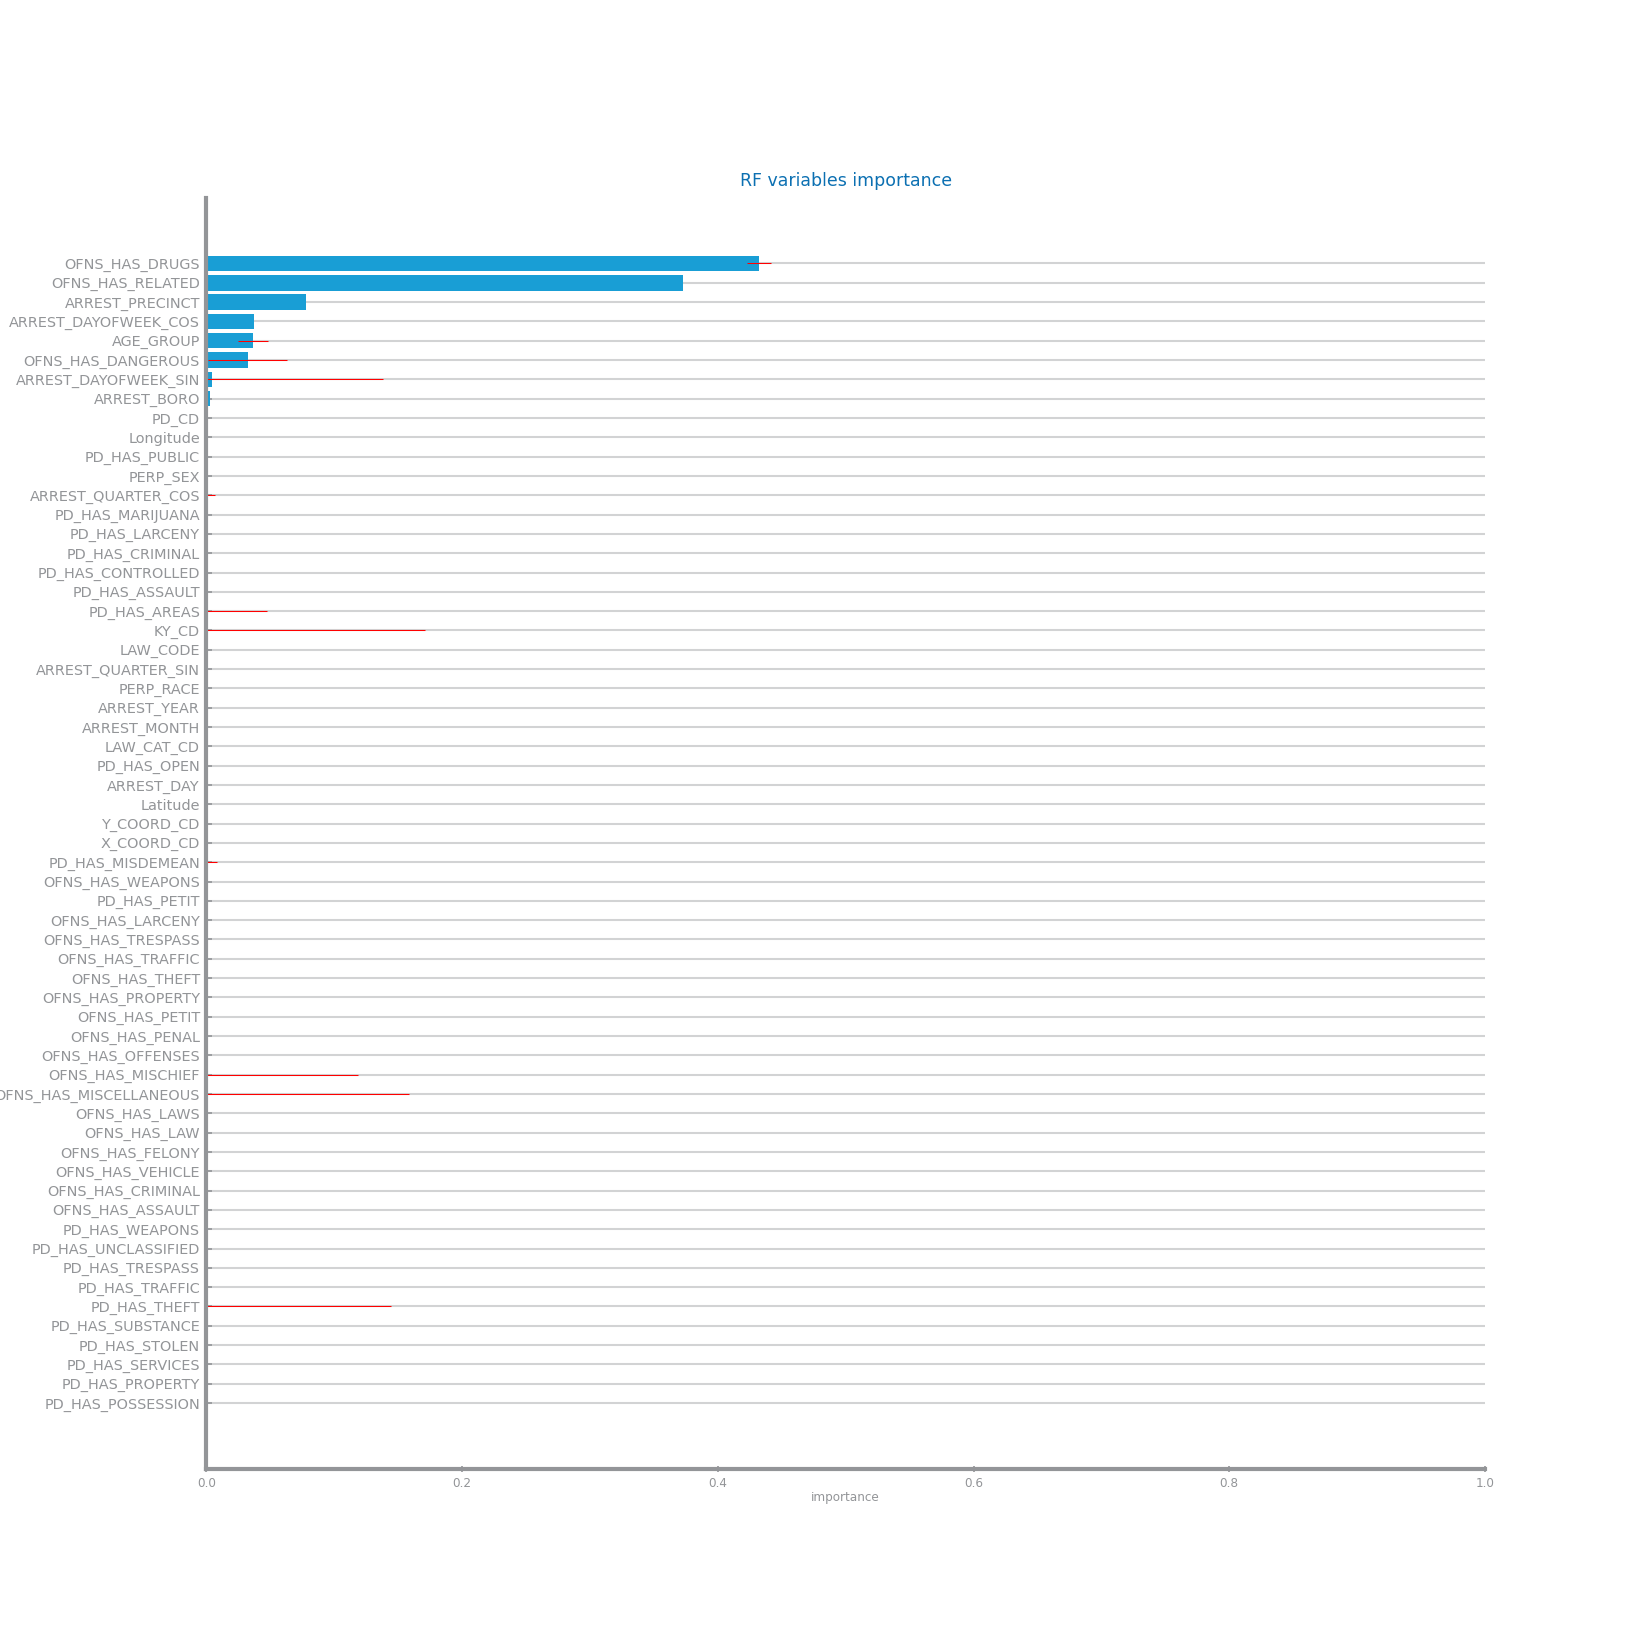 RF variables importance
OFNS_HAS_DRUGS
OFNS_HAS_RELATED
ARREST_PRECINCT
ARREST_DAYOFWEEK_COS
AGE_GROUP
OFNS_HAS_DANGEROUS
ARREST_DAYOFWEEK_SIN
ARREST_BORO
PD_CD
Longitude
PD_HAS_PUBLIC
PERP_SEX
ARREST_QUARTER_COS
PD_HAS_MARIJUANA
PD_HAS_LARCENY
PD_HAS_CRIMINAL
PD_HAS_CONTROLLED
PD_HAS_ASSAULT
PD_HAS_AREAS
KY_CD
LAW_CODE
ARREST_QUARTER_SIN
PERP_RACE
ARREST_YEAR
ARREST_MONTH
LAW_CAT_CD
PD_HAS_OPEN
ARREST_DAY
Latitude
Y_COORD_CD
X_COORD_CD
PD_HAS_MISDEMEAN
OFNS_HAS_WEAPONS
PD_HAS_PETIT
OFNS_HAS_LARCENY
OFNS_HAS_TRESPASS
OFNS_HAS_TRAFFIC
OFNS_HAS_THEFT
OFNS_HAS_PROPERTY
OFNS_HAS_PETIT
OFNS_HAS_PENAL
OFNS_HAS_OFFENSES
OFNS_HAS_MISCHIEF
OFNS_HAS_MISCELLANEOUS
OFNS_HAS_LAWS
OFNS_HAS_LAW
OFNS_HAS_FELONY
OFNS_HAS_VEHICLE
OFNS_HAS_CRIMINAL
OFNS_HAS_ASSAULT
PD_HAS_WEAPONS
PD_HAS_UNCLASSIFIED
PD_HAS_TRESPASS
PD_HAS_TRAFFIC
PD_HAS_THEFT
PD_HAS_SUBSTANCE
PD_HAS_STOLEN
PD_HAS_SERVICES
PD_HAS_PROPERTY
PD_HAS_POSSESSION
0.0 0.2 0.4 0.6 0.8 1.0
importance